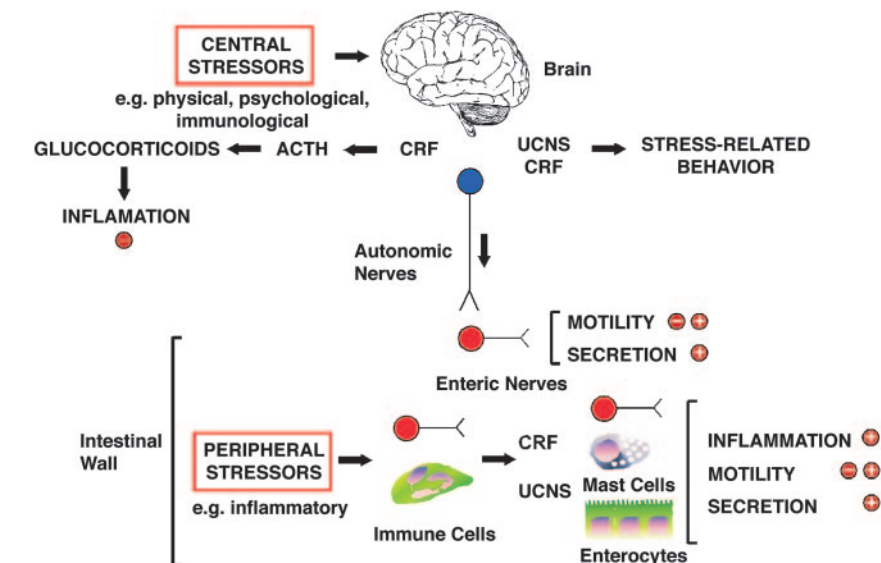 CENTRAL
STRESSORS
Brain
e.g. physical, psychological,
immunological
GLUCOCORTICOIDS
ACTH
CRF
UCNS
CRF
STRESS-RELATED
BEHAVIOR
INFLAMATION
−
Autonomic
Nerves
MOTILITY − +
SECRETION +
Enteric Nerves
Intestinal
Wall
PERIPHERAL
STRESSORS
e.g. inflammatory
Immune Cells
CRF
UCNS
Mast Cells
Enterocytes
INFLAMMATION +
MOTILITY − +
SECRETION +